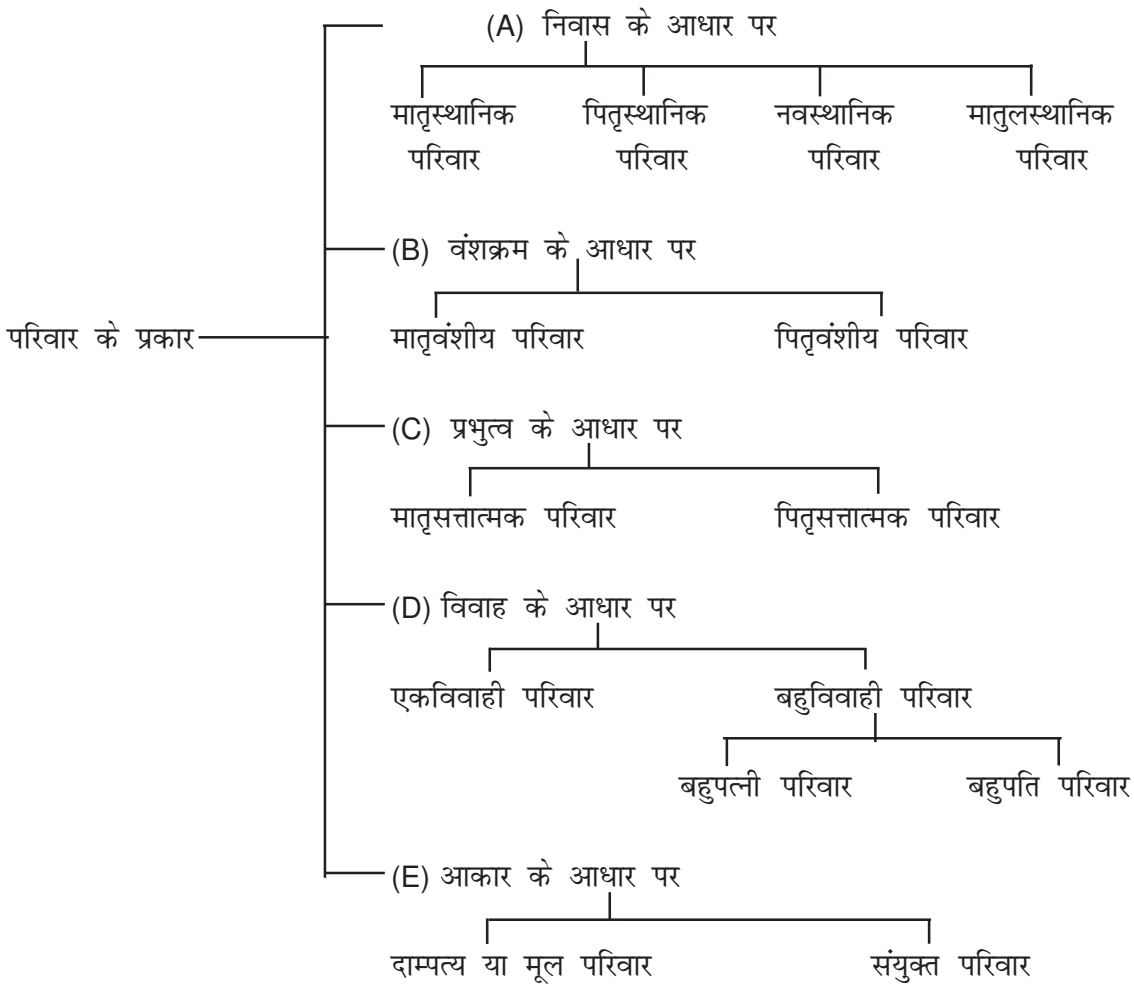 (A) निवास के आधार पर
मातृस्थानिक पितृस्थानिक नवस्थानिक मातुलस्थानिक
परिवार परिवार परिवार परिवार
(B) वंशक्रम के आधार पर
परिवार के प्रकार
मातृवंशीय परिवार पितृवंशीय परिवार
(C) प्रभुत्व के आधार पर
मातृसत्तात्मक परिवार पितृसत्तात्मक परिवार
(D) विवाह के आधार पर
एकविवाही परिवार बहुविवाही परिवार
बहुपत्नी परिवार बहुपति परिवार
(E) आकार के आधार पर
दाम्पत्य या मूल परिवार संयुक्त परिवार